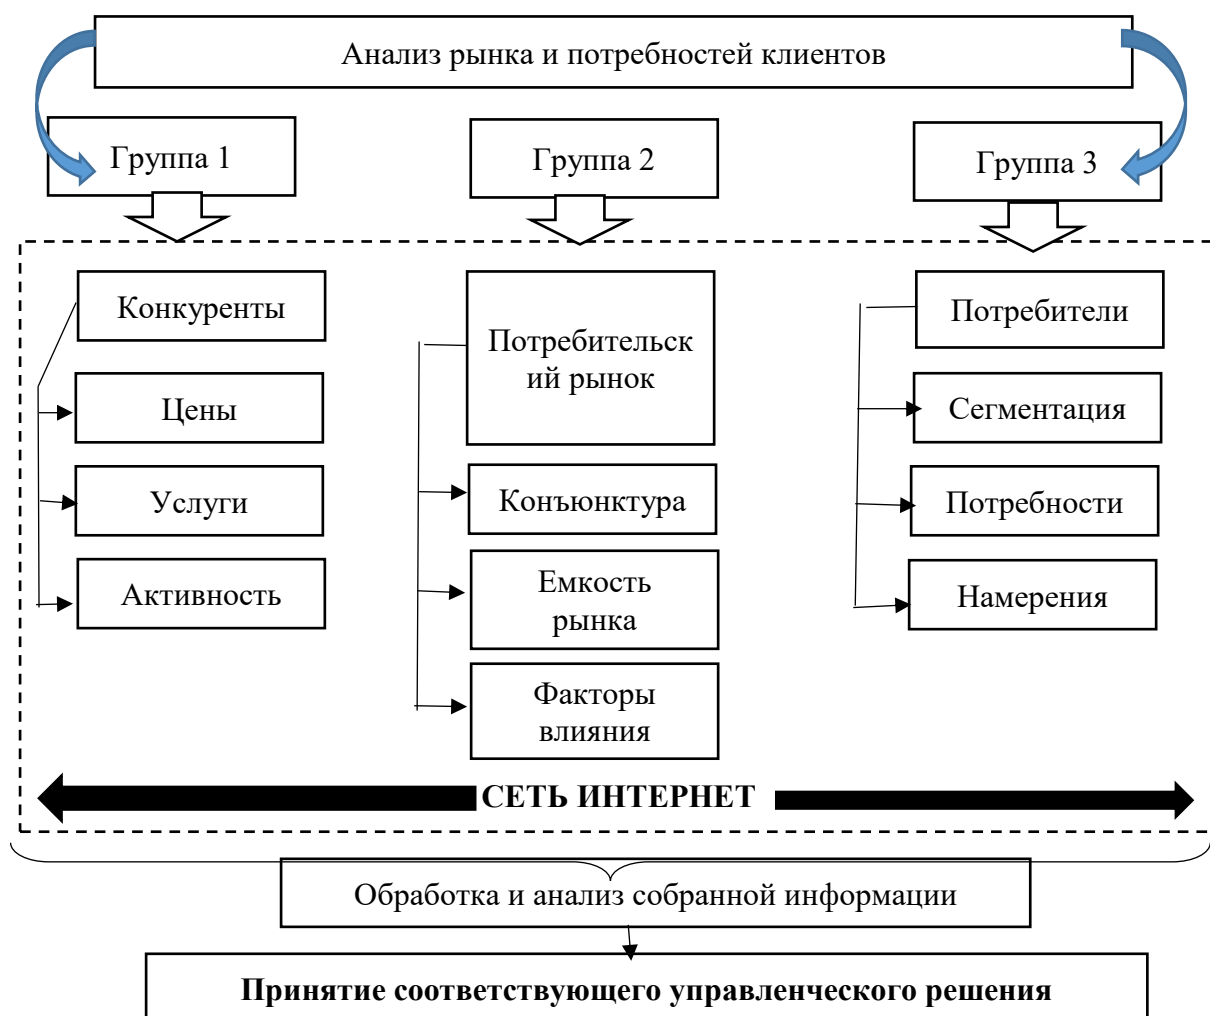 Анализ рынка и потребностей клиентов
Группа 1
Группа 2
Группа 3
Конкуренты
Цены
Услуги
Активность
Потребительск
ий рынок
Конъюнктура
Емкость
рынка
Факторы
влияния
Потребители
Сегментация
Потребности
Намерения
СЕТЬ ИНТЕРНЕТ
Обработка и анализ собранной информации
Принятие соответствующего управленческого решения